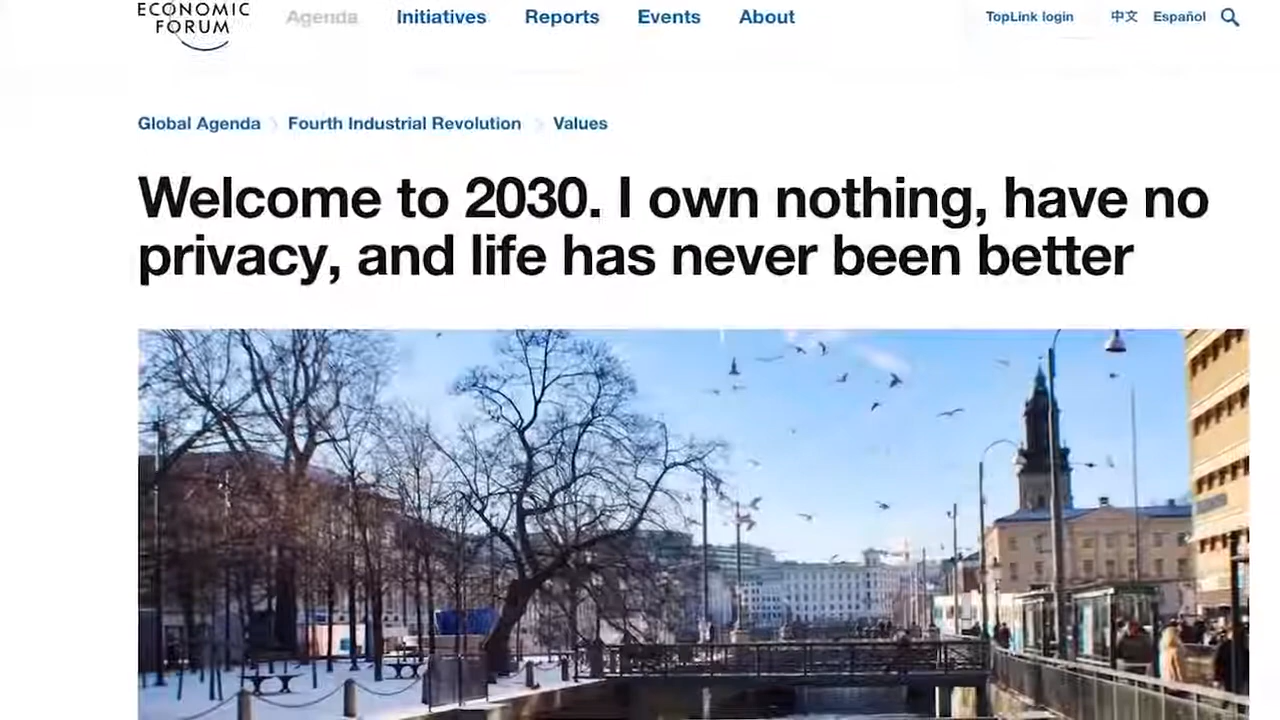 ECONOMIC
FORUM
Agenda Initiatives Reports Events About TopLink login 中文 Español
Global Agenda Fourth Industrial Revolution Values
Welcome to 2030. I own nothing, have no
privacy, and life has never been better